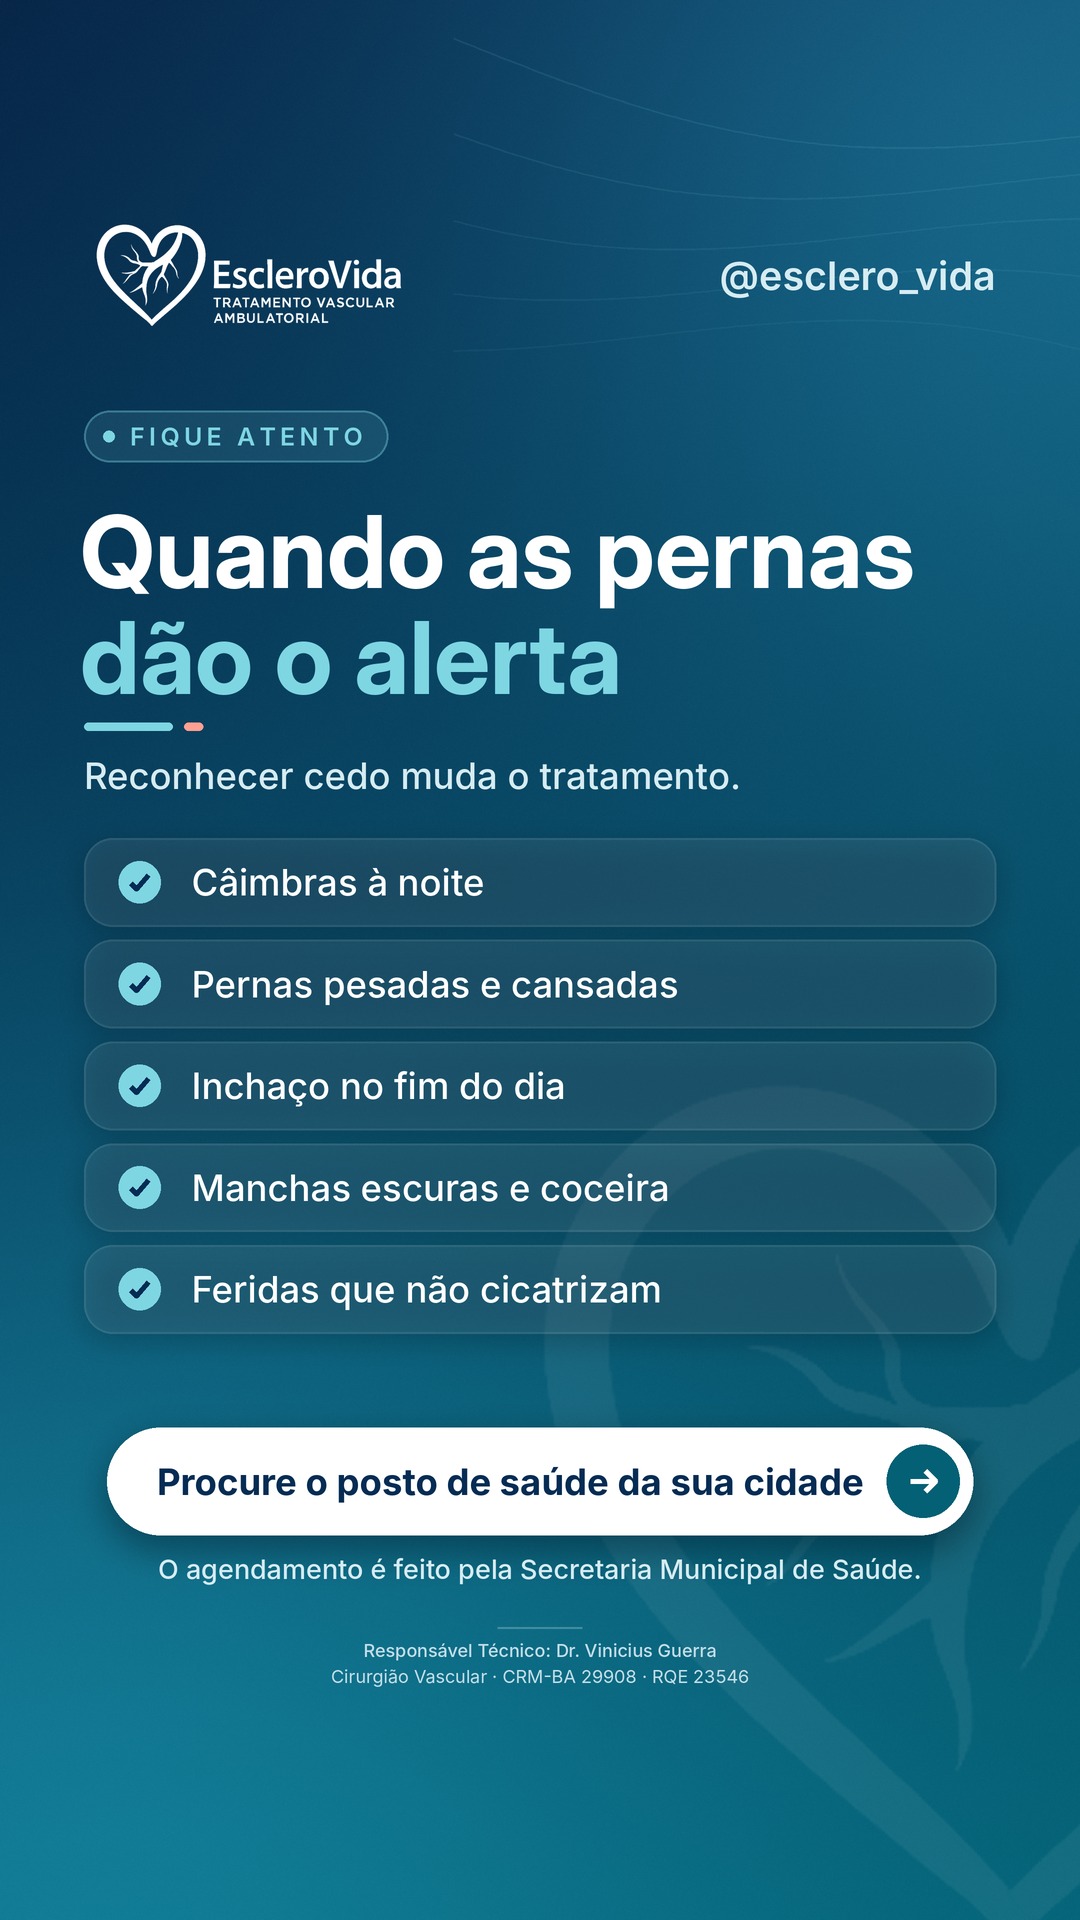 EscleroVida
TRATAMENTO VASCULAR
AMBULATORIAL
@esclero_vida
FIQUE ATENTO
Quando as pernas
dão o alerta
Reconhecer cedo muda o tratamento.
Câimbras à noite
Pernas pesadas e cansadas
Inchaço no fim do dia
Manchas escuras e coceira
Feridas que não cicatrizam
Procure o posto de saúde da sua cidade
O agendamento é feito pela Secretaria Municipal de Saúde.
Responsável Técnico: Dr. Vinicius Guerra
Cirurgião Vascular · CRM-BA 29908 · RQE 23546